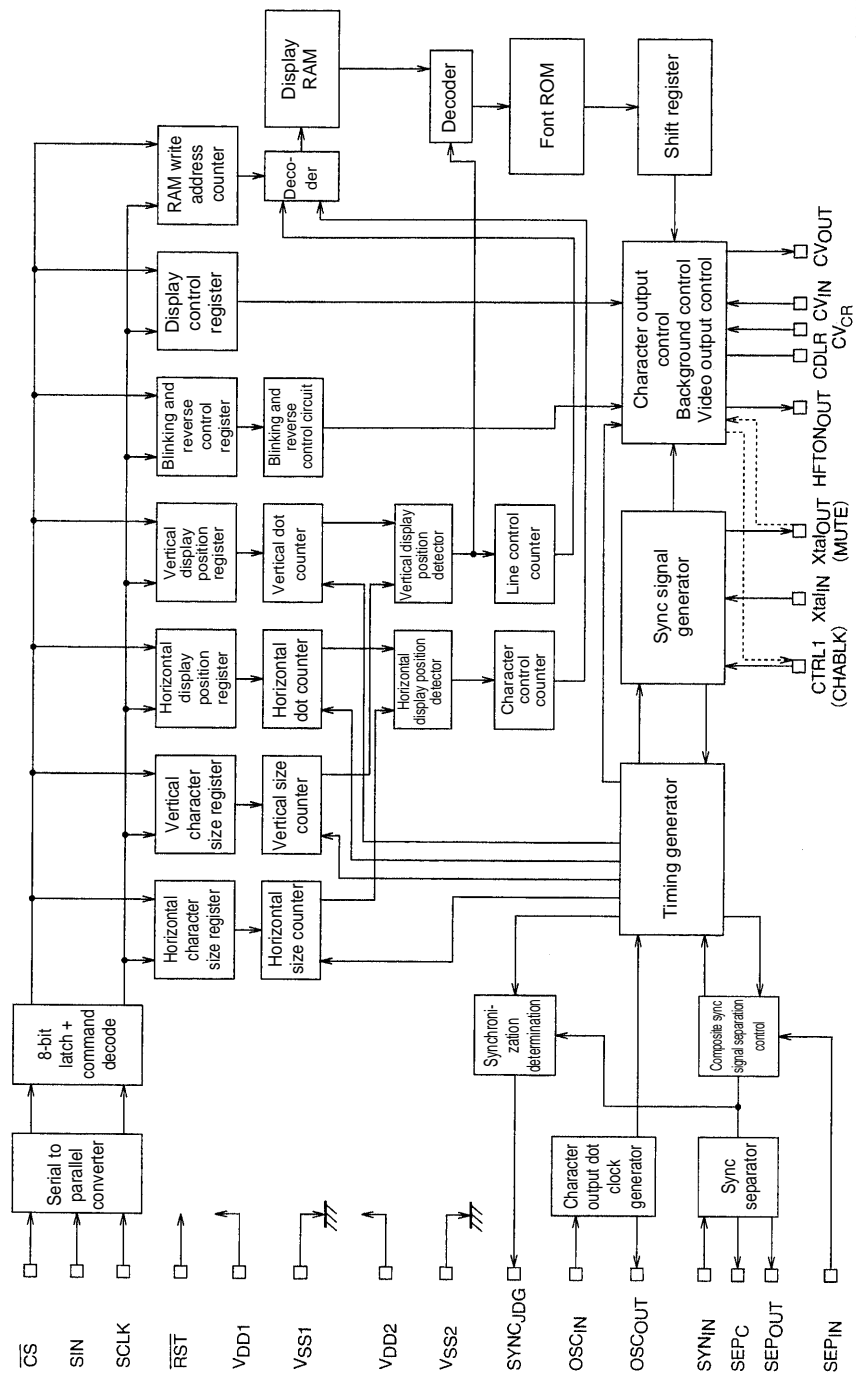 CS
SIN
SCLK
RST
VDD1
VSS1
VDD2
VSS2
SYNCJDG
OSCIN
OSCOUT
SYNIN
SEPC
SEPOUT
SEPIN
Serial to
parallel
converter
8-bit
latch +
command
decode
Horizontal
character
size register
Vertical
character
size register
Horizontal
display
position
register
Vertical
display
position
register
Blinking and
reverse
control
register
Display
control
register
RAM write
address
counter
Horizontal
size counter
Vertical size
counter
Horizontal
dot counter
Vertical dot
counter
Blinking and
reverse
control circuit
Deco-
der
Display
RAM
Horizontal
display position
detector
Vertical display
position
detector
Decoder
Character
control
counter
Line control
counter
Font ROM
Shift register
Synchroni-
zation
determination
Character
output dot
clock
generator
Sync
separator
Composite sync
signal separation
control
Timing generator
Sync signal
generator
Character output
control
Background control
Video output control
CTRL1
(CHABLK)
XtalIN
XtalOUT
(MUTE)
HFTONOUT
CDLR
CVCR
CVIN
CVOUT